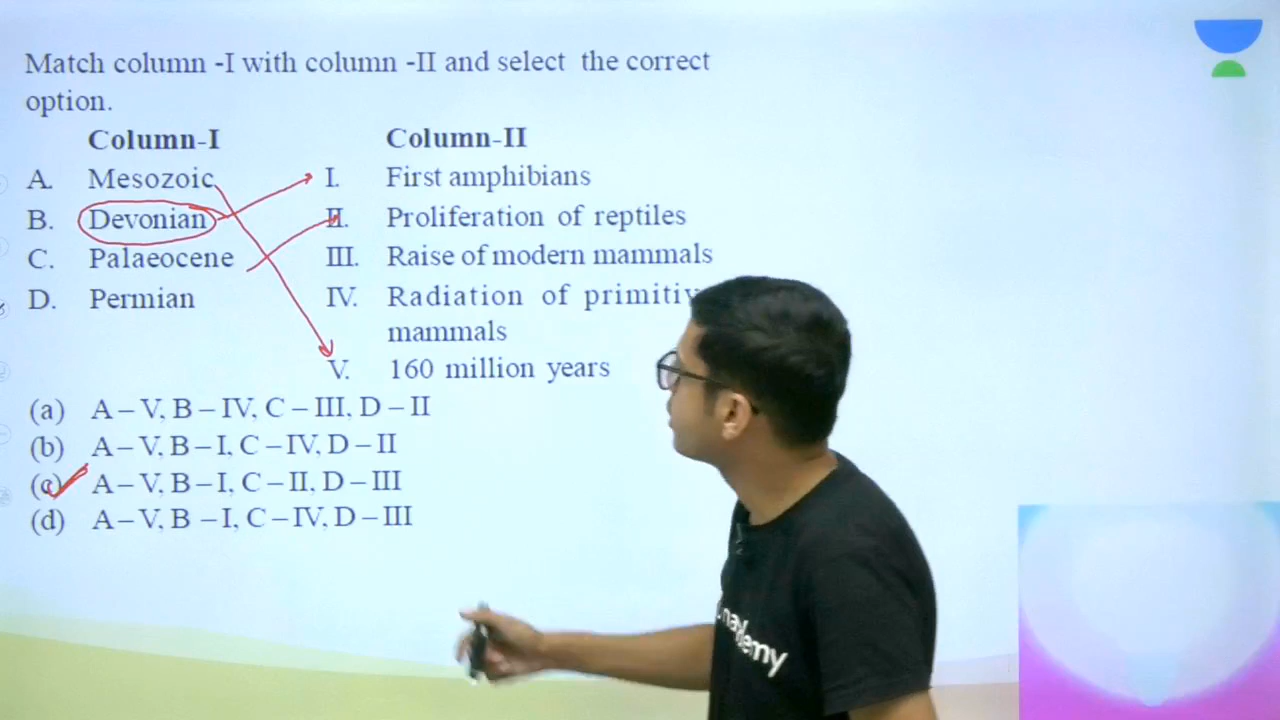 Match column -I with column -II and select the correct
option.
Column-I Column-II
A. Mesozoic I. First amphibians
B. Devonian II. Proliferation of reptiles
C. Palaeocene III. Raise of modern mammals
D. Permian IV. Radiation of primitiv
mammals
V. 160 million years
(a) A – V, B – IV, C – III, D – II
(b) A – V, B – I, C – IV, D – II
(c) A – V, B – I, C – II, D – III
(d) A – V, B – I, C – IV, D – III